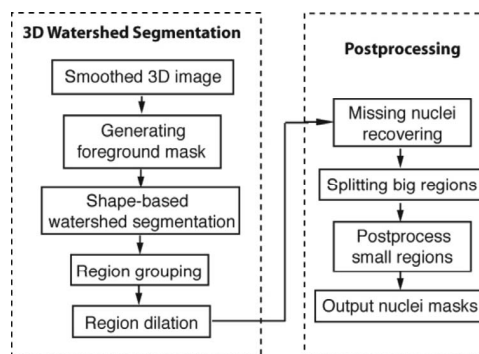 3D Watershed Segmentation
Smoothed 3D image
Generating
foreground mask
Shape-based
watershed segmentation
Region grouping
Region dilation
Postprocessing
Missing nuclei
recovering
Splitting big regions
Postprocess
small regions
Output nuclei masks